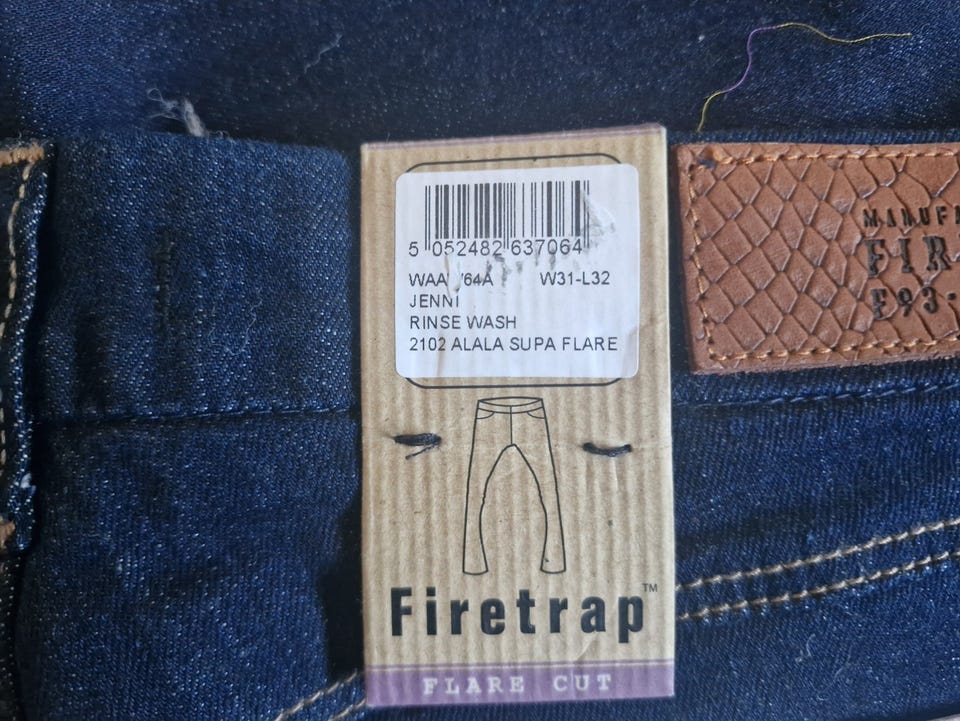 5 052482 637064
W31-L32
JENNI
RINSE WASH
2102 ALALA SUPA FLARE
Firetrap™
FLARE CUT